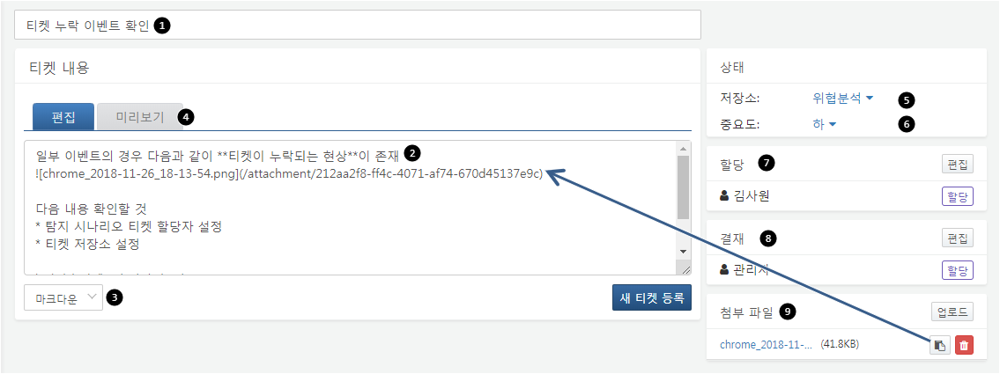 티켓 누락 이벤트 확인 1
티켓 내용
편집 미리보기 4
일부 이벤트의 경우 다음과 같이 **티켓이 누락되는 현상**이 존재 2
![chrome_2018-11-26_18-13-54.png](/attachment/212aa2f8-ff4c-4071-af74-670d45137e9c)
다음 내용 확인할 것
* 탐지 시나리오 티켓 할당자 설정
* 티켓 저장소 설정
마크다운 3
새 티켓 등록
상태
저장소: 위협분석 5
중요도: 하 6
할당 7 편집
김사원 할당
결재 8 편집
관리자 할당
첨부 파일 9 업로드
chrome_2018-11-... (41.8KB)